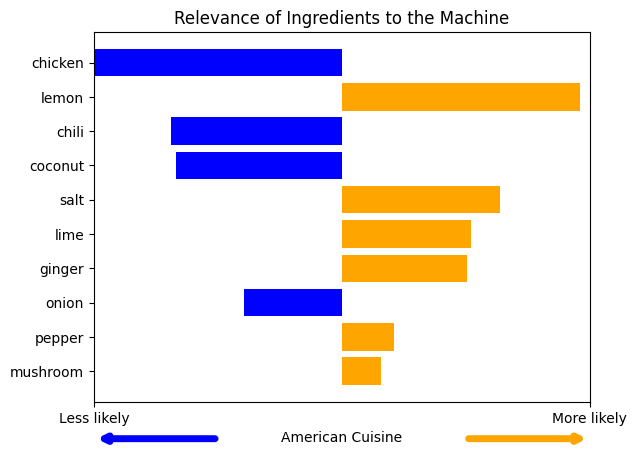 Relevance of Ingredients to the Machine
chicken
lemon
chili
coconut
salt
lime
ginger
onion
pepper
mushroom
Less likely More likely
American Cuisine